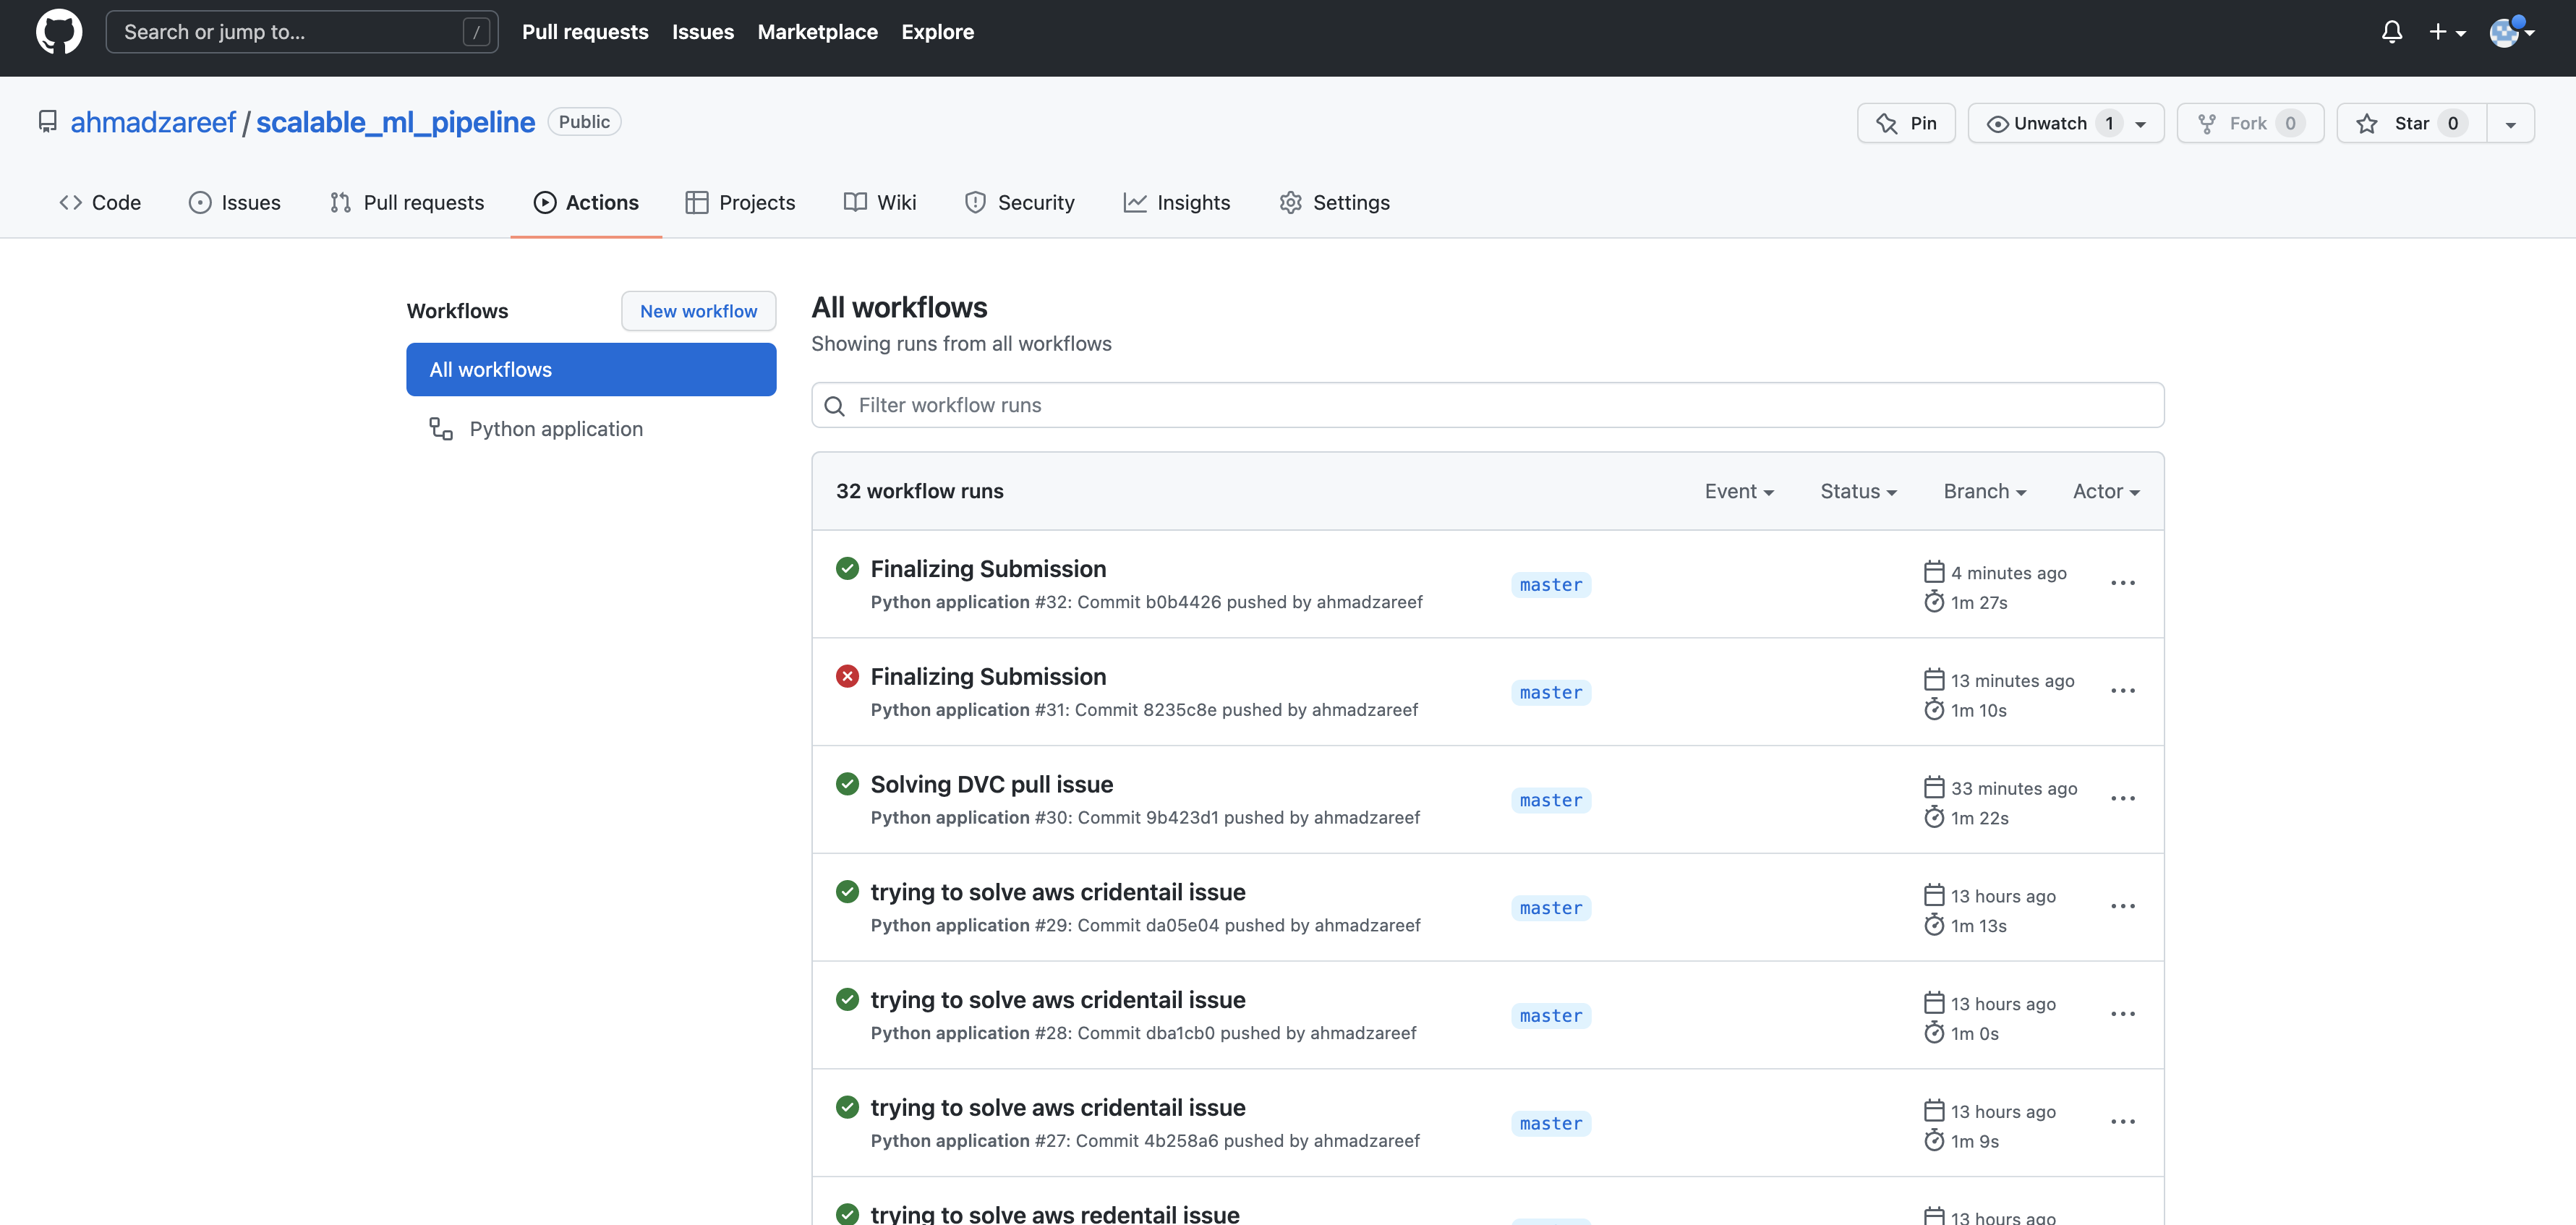 Search or jump to... /
Pull requests Issues Marketplace Explore
ahmadzareef / scalable_ml_pipeline Public
Pin Unwatch 1 Fork 0 Star 0
Code Issues Pull requests Actions Projects Wiki Security Insights Settings
Workflows New workflow
All workflows
Python application
All workflows
Showing runs from all workflows
Filter workflow runs
32 workflow runs Event Status Branch Actor
Finalizing Submission
Python application #32: Commit b0b4426 pushed by ahmadzareef
master
4 minutes ago
1m 27s
Finalizing Submission
Python application #31: Commit 8235c8e pushed by ahmadzareef
master
13 minutes ago
1m 10s
Solving DVC pull issue
Python application #30: Commit 9b423d1 pushed by ahmadzareef
master
33 minutes ago
1m 22s
trying to solve aws cridentail issue
Python application #29: Commit da05e04 pushed by ahmadzareef
master
13 hours ago
1m 13s
trying to solve aws cridentail issue
Python application #28: Commit dba1cb0 pushed by ahmadzareef
master
13 hours ago
1m 0s
trying to solve aws cridentail issue
Python application #27: Commit 4b258a6 pushed by ahmadzareef
master
13 hours ago
1m 9s
trying to solve aws redentail issue
13 hours ago